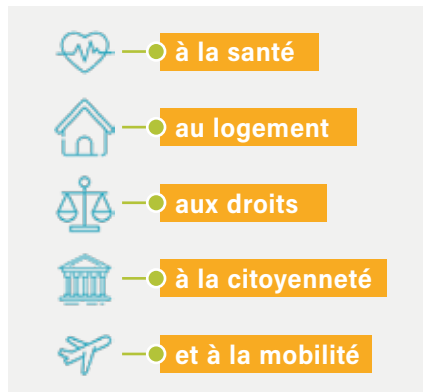 à la santé
au logement
aux droits
à la citoyenneté
et à la mobilité